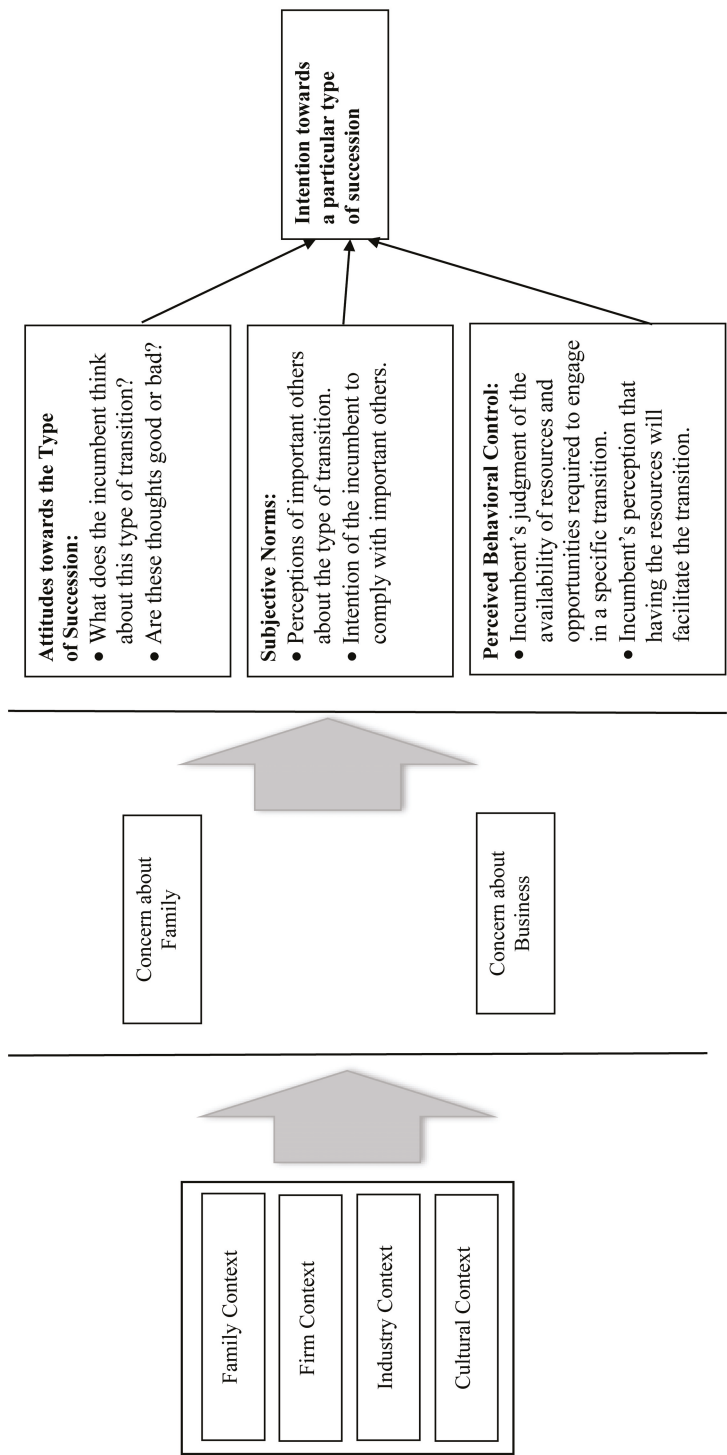 Family Context
Firm Context
Industry Context
Cultural Context
Concern about
Family
Concern about
Business
Attitudes towards the Type
of Succession:
• What does the incumbent think
about this type of transition?
• Are these thoughts good or bad?
Subjective Norms:
• Perceptions of important others
about the type of transition.
• Intention of the incumbent to
comply with important others.
Perceived Behavioral Control:
• Incumbent’s judgment of the
availability of resources and
opportunities required to engage
in a specific transition.
• Incumbent’s perception that
having the resources will
facilitate the transition.
Intention towards
a particular type
of succession